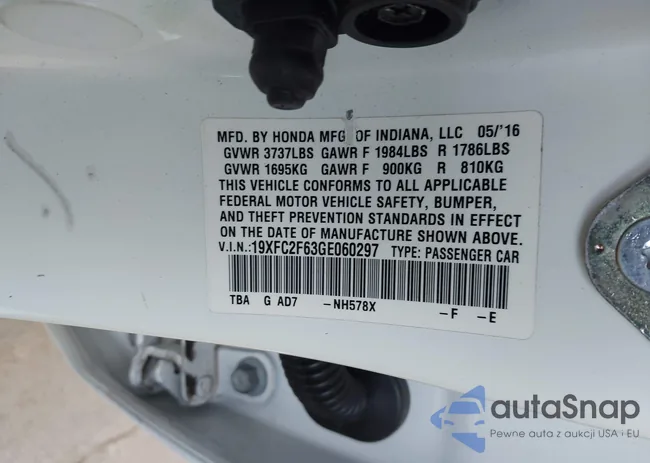 MFD. BY HONDA MFG OF INDIANA, LLC 05/'16
GVWR 3737LBS GAWR F 1984LBS R 1786LBS
GVWR 1695KG GAWR F 900KG R 810KG
THIS VEHICLE CONFORMS TO ALL APPLICABLE
FEDERAL MOTOR VEHICLE SAFETY, BUMPER,
AND THEFT PREVENTION STANDARDS IN EFFECT
ON THE DATE OF MANUFACTURE SHOWN ABOVE.
V.I.N.:19XFC2F63GE060297 TYPE: PASSENGER CAR
TBA G AD7 -NH578X -F -E
autaSnap
Pewne auta z aukcji USA i EU